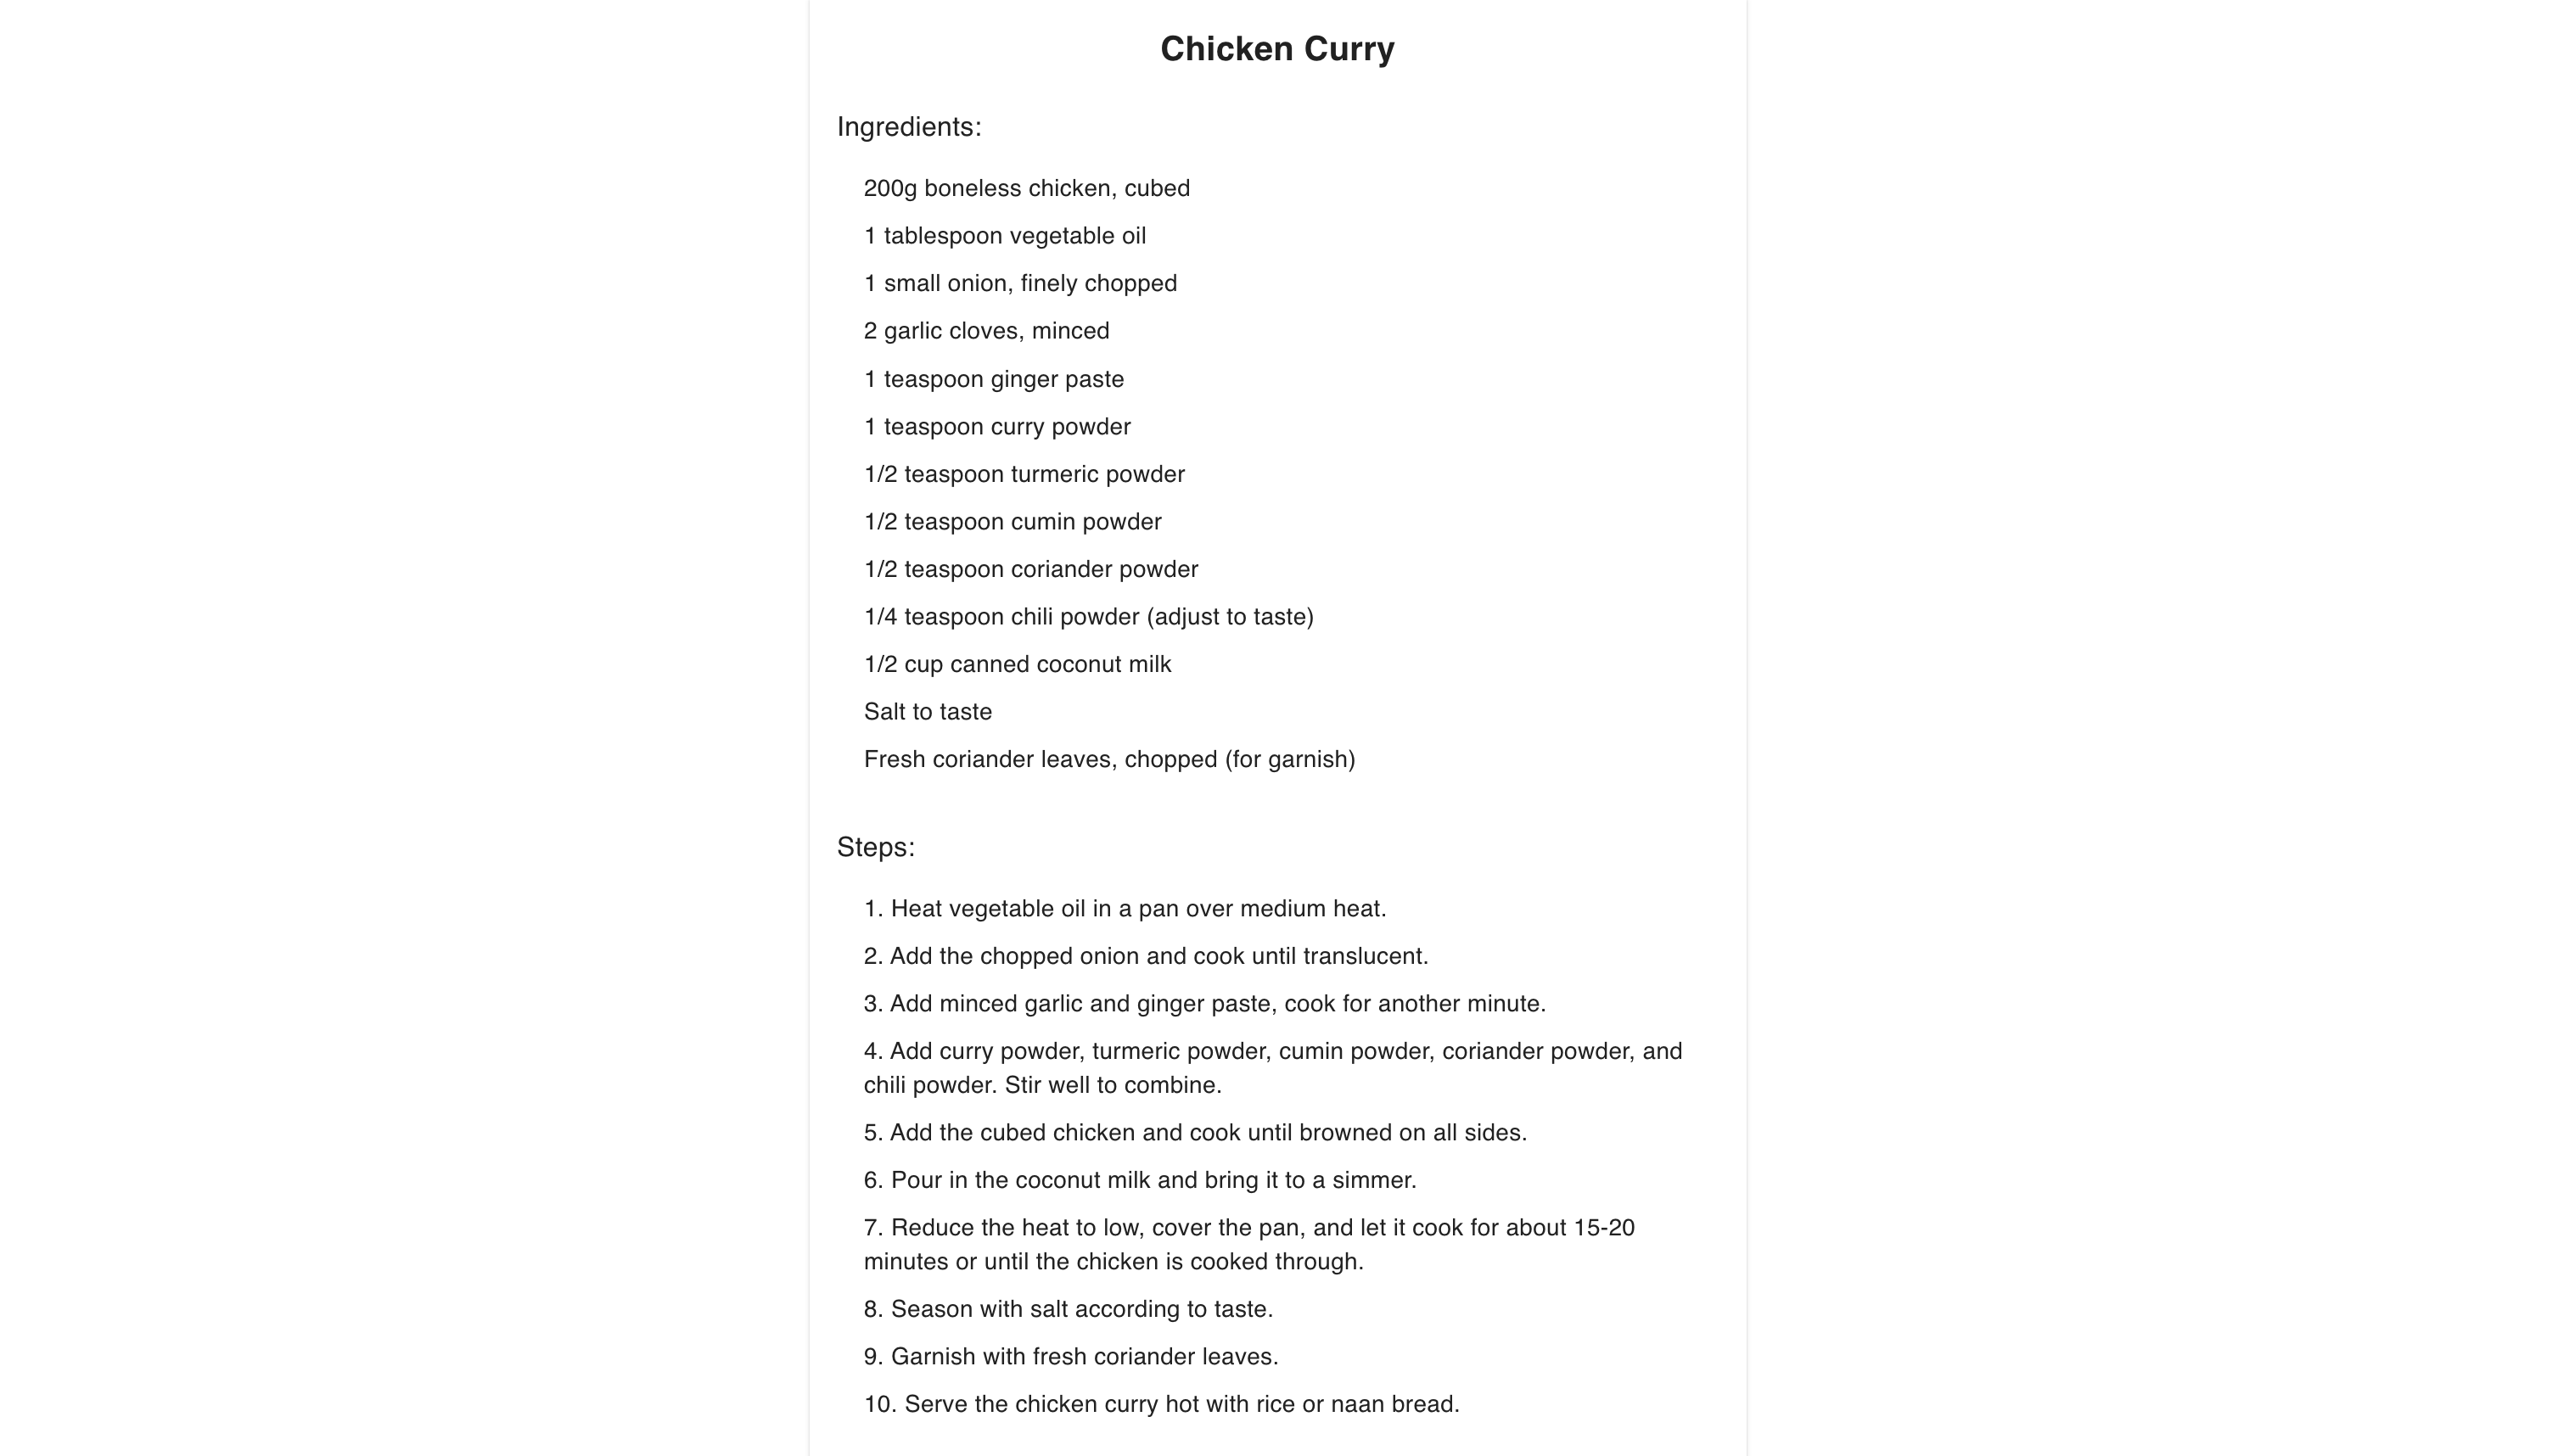 Chicken Curry
Ingredients:
200g boneless chicken, cubed
1 tablespoon vegetable oil
1 small onion, finely chopped
2 garlic cloves, minced
1 teaspoon ginger paste
1 teaspoon curry powder
1/2 teaspoon turmeric powder
1/2 teaspoon cumin powder
1/2 teaspoon coriander powder
1/4 teaspoon chili powder (adjust to taste)
1/2 cup canned coconut milk
Salt to taste
Fresh coriander leaves, chopped (for garnish)
Steps:
1. Heat vegetable oil in a pan over medium heat.
2. Add the chopped onion and cook until translucent.
3. Add minced garlic and ginger paste, cook for another minute.
4. Add curry powder, turmeric powder, cumin powder, coriander powder, and
chili powder. Stir well to combine.
5. Add the cubed chicken and cook until browned on all sides.
6. Pour in the coconut milk and bring it to a simmer.
7. Reduce the heat to low, cover the pan, and let it cook for about 15-20
minutes or until the chicken is cooked through.
8. Season with salt according to taste.
9. Garnish with fresh coriander leaves.
10. Serve the chicken curry hot with rice or naan bread.